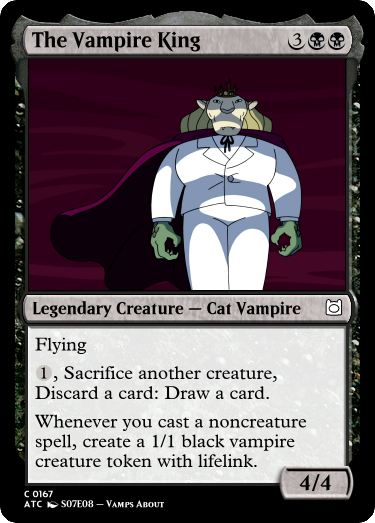 The Vampire King 3
Legendary Creature — Cat Vampire
Flying
1, Sacrifice another creature,
Discard a card: Draw a card.
Whenever you cast a noncreature
spell, create a 1/1 black vampire
creature token with lifelink.
4/4
C 0167
ATC S07E08 — Vamps About